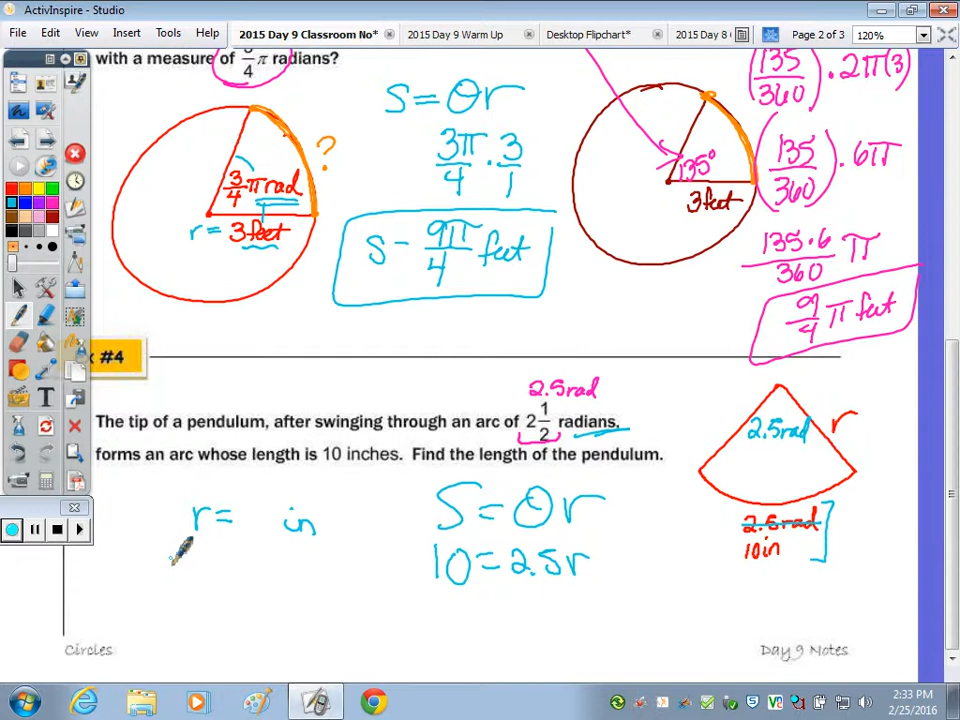 ActivInspire - Studio
File Edit View Insert Tools Help
2015 Day 9 Classroom No* 2015 Day 9 Warm Up Desktop Flipchart* 2015 Day 8 Page 2 of 3 120%
with a measure of 3/4 π radians?
S = θr
3π/4 · 3/1
S = 9π/4 feet
?
3/4 π rad
r = 3 feet
135°
3 feet
(135/360) · 2π(3)
(135/360) · 6π
135·6/360 π
9/4 π feet
x #4
2.5 rad
The tip of a pendulum, after swinging through an arc of 2 1/2 radians,
forms an arc whose length is 10 inches. Find the length of the pendulum.
2.5 rad
r
2.5 rad
10 in
r = in
S = θr
10 = 2.5r
Circles
Day 9 Notes
2:33 PM
2/25/2016